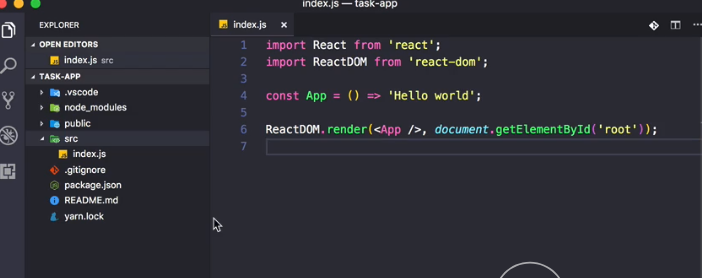 index.js — task-app
EXPLORER
OPEN EDITORS
index.js src
TASK-APP
.vscode
node_modules
public
src
index.js
.gitignore
package.json
README.md
yarn.lock
index.js ×
1 import React from 'react';
2 import ReactDOM from 'react-dom';
3
4 const App = () => 'Hello world';
5
6 ReactDOM.render(<App />, document.getElementById('root'));
7